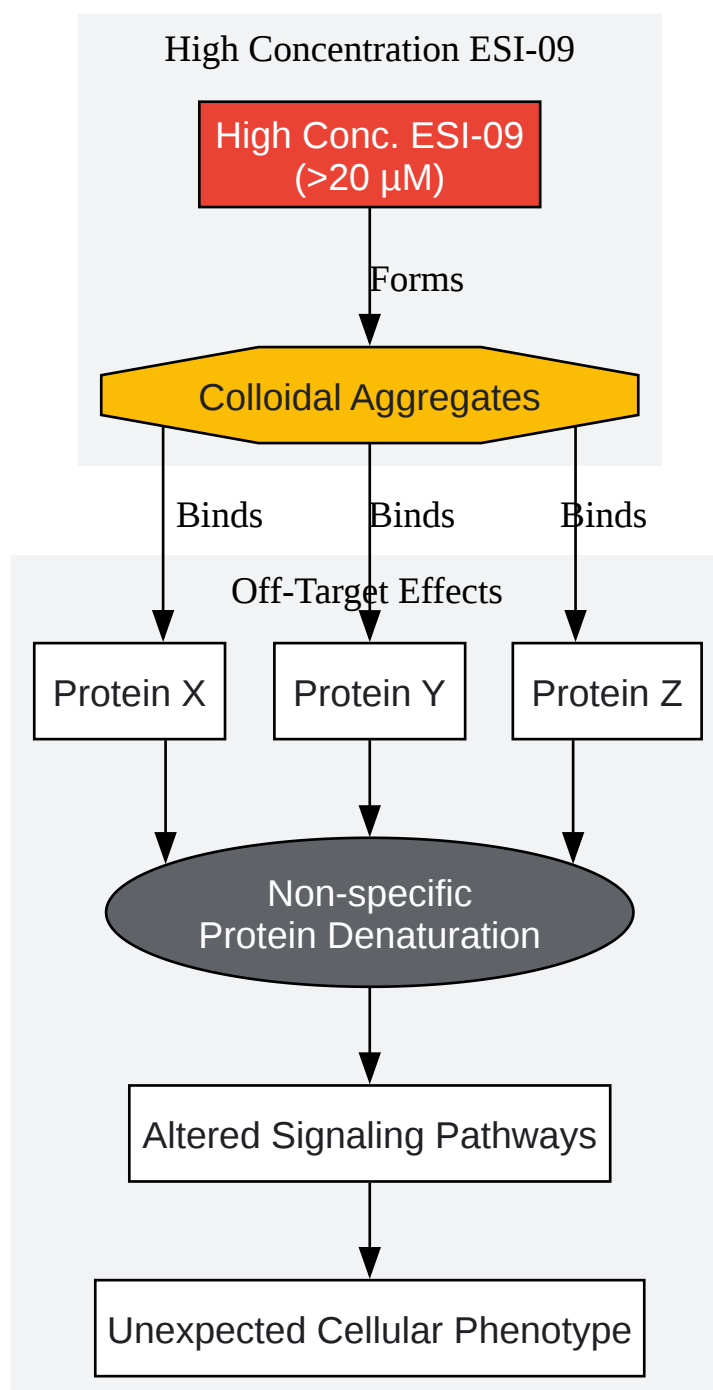 High Concentration ESI-09
High Conc. ESI-09
(>20 µM)
Forms
Colloidal Aggregates
Binds
Binds
Binds
Off-Target Effects
Protein X
Protein Y
Protein Z
Non-specific
Protein Denaturation
Altered Signaling Pathways
Unexpected Cellular Phenotype